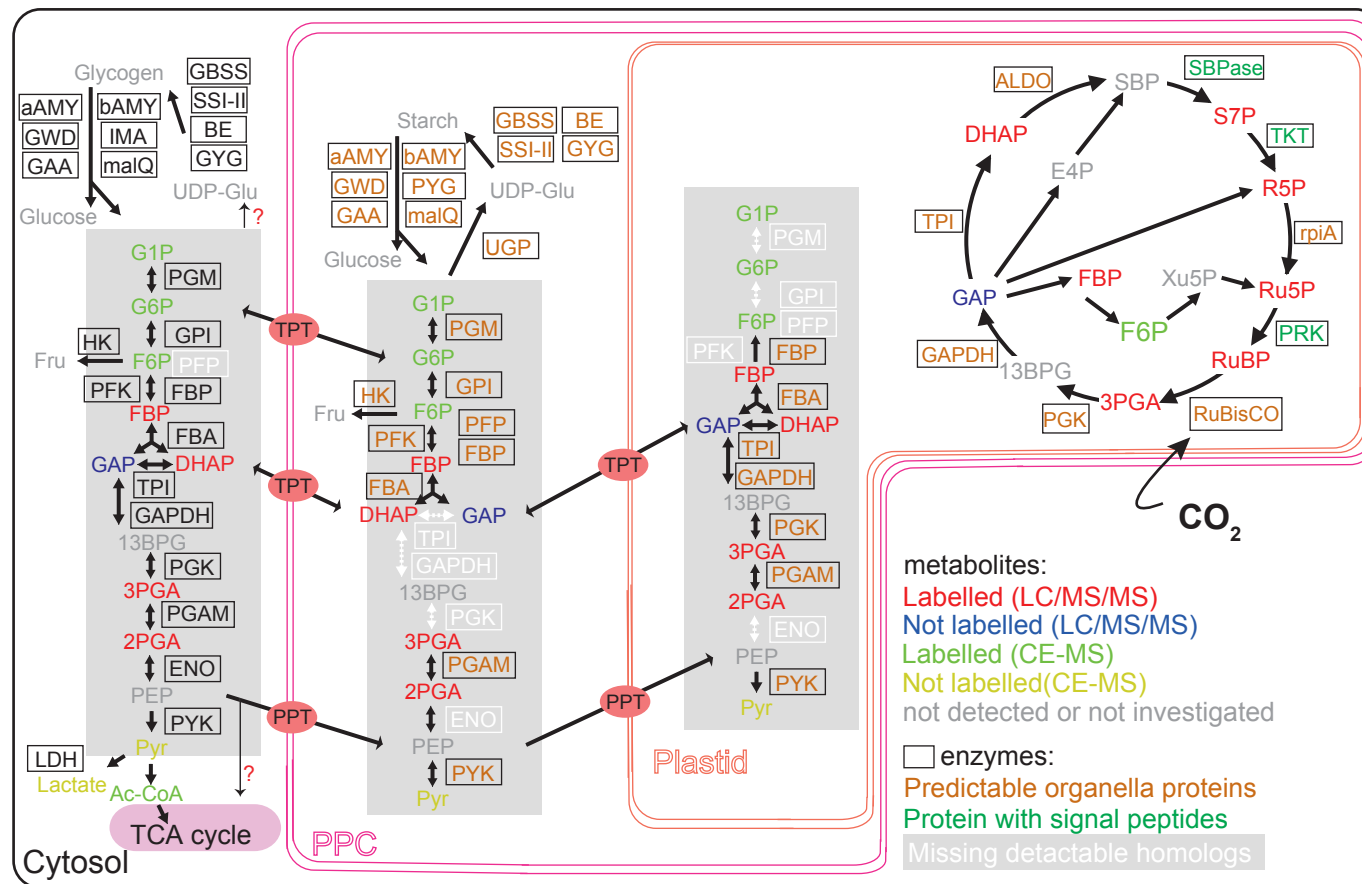 Glycogen
GBSS
SSI-II
BE
GYG
aAMY
bAMY
GWD
IMA
GAA
malQ
UDP-Glu
Glucose
?
G1P
PGM
G6P
GPI
HK
Fru
F6P
PFP
PFK
FBP
FBP
FBA
GAP
DHAP
TPI
GAPDH
13BPG
PGK
3PGA
PGAM
2PGA
ENO
PEP
PYK
LDH
Pyr
?
Lactate
Ac-CoA
TCA cycle
Cytosol
TPT
TPT
PPT
Starch
GBSS
BE
SSI-II
GYG
aAMY
bAMY
GWD
PYG
GAA
malQ
UDP-Glu
UGP
Glucose
G1P
PGM
G6P
GPI
HK
Fru
F6P
PFP
PFK
FBP
FBP
FBA
DHAP
GAP
TPI
GAPDH
13BPG
PGK
3PGA
PGAM
2PGA
ENO
PEP
PYK
Pyr
PPC
TPT
PPT
G1P
PGM
G6P
GPI
F6P
PFP
PFK
FBP
FBP
FBA
GAP
DHAP
TPI
GAPDH
13BPG
PGK
3PGA
PGAM
2PGA
ENO
PEP
PYK
Pyr
Plastid
ALDO
SBP
SBPase
DHAP
S7P
TKT
E4P
R5P
TPI
rpiA
GAP
FBP
Xu5P
Ru5P
F6P
PRK
GAPDH
13BPG
RuBP
PGK
3PGA
RuBisCO
CO2
metabolites:
Labelled (LC/MS/MS)
Not labelled (LC/MS/MS)
Labelled (CE-MS)
Not labelled(CE-MS)
not detected or not investigated
enzymes:
Predictable organella proteins
Protein with signal peptides
Missing detactable homologs